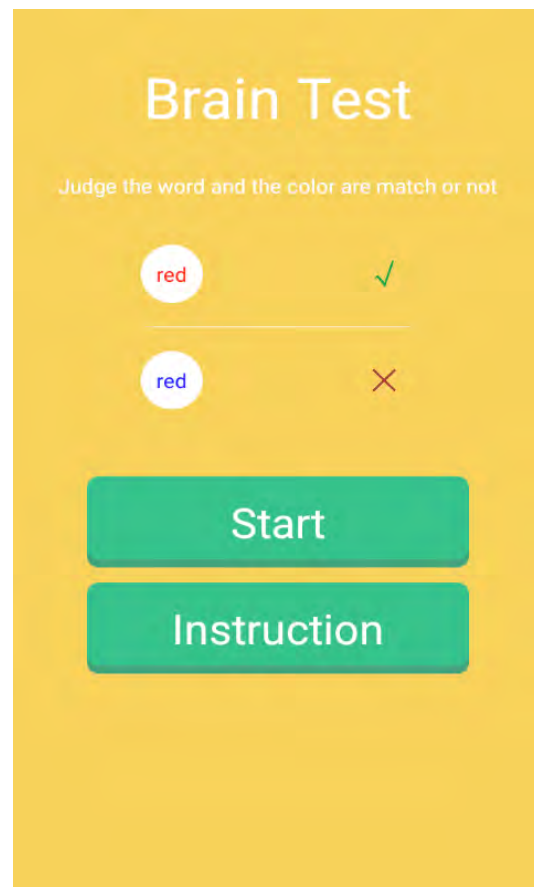 Brain Test
Judge the word and the color are match or not
red √
red ×
Start
Instruction